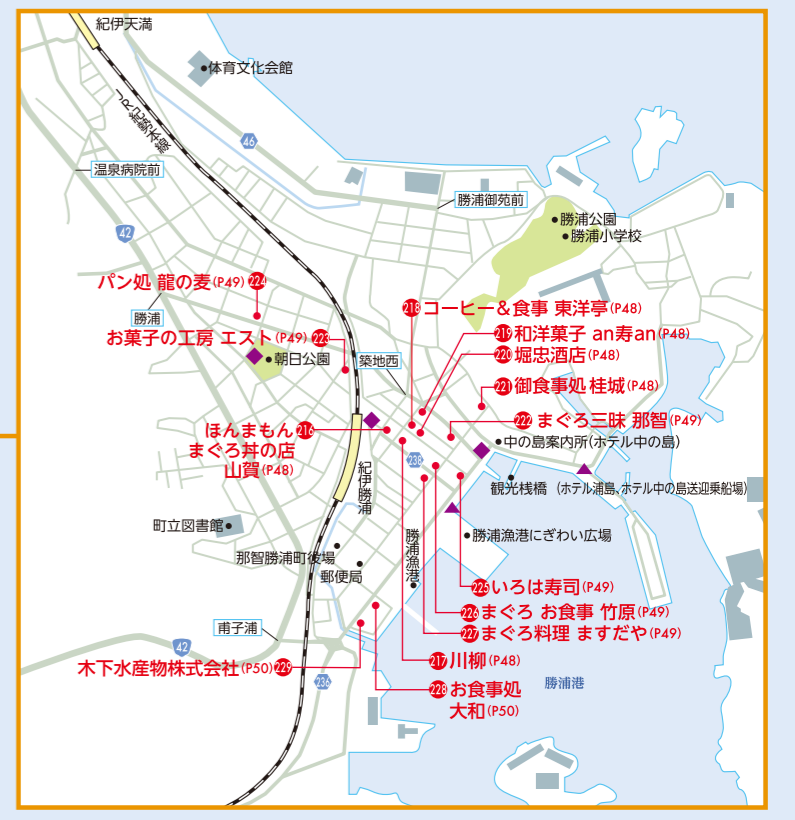 紀伊天満
体育文化会館
JR紀勢本線
46
温泉病院前
勝浦御苑前
42
勝浦公園
勝浦小学校
パン処 龍の麦(P49) 224
勝浦
218 コーヒー&食事 東洋亭(P48)
お菓子の工房 エスト(P49) 223
219 和洋菓子 an寿an(P48)
朝日公園
築地西
220 堀忠酒店(P48)
221 御食事処 桂城(P48)
222 まぐろ三昧 那智(P49)
ほんまもん 216
まぐろ丼の店
山賀(P48)
中の島案内所(ホテル中の島)
238
紀伊勝浦
観光桟橋 (ホテル浦島、ホテル中の島送迎乗船場)
町立図書館
勝浦漁港
勝浦漁港にぎわい広場
那智勝浦町役場
郵便局
225 いろは寿司(P49)
226 まぐろ お食事 竹原(P49)
227 まぐろ料理 ますだや(P49)
甫子浦
42
217 川柳(P48)
木下水産物株式会社(P50) 229
236
228 お食事処
大和(P50)
勝浦港